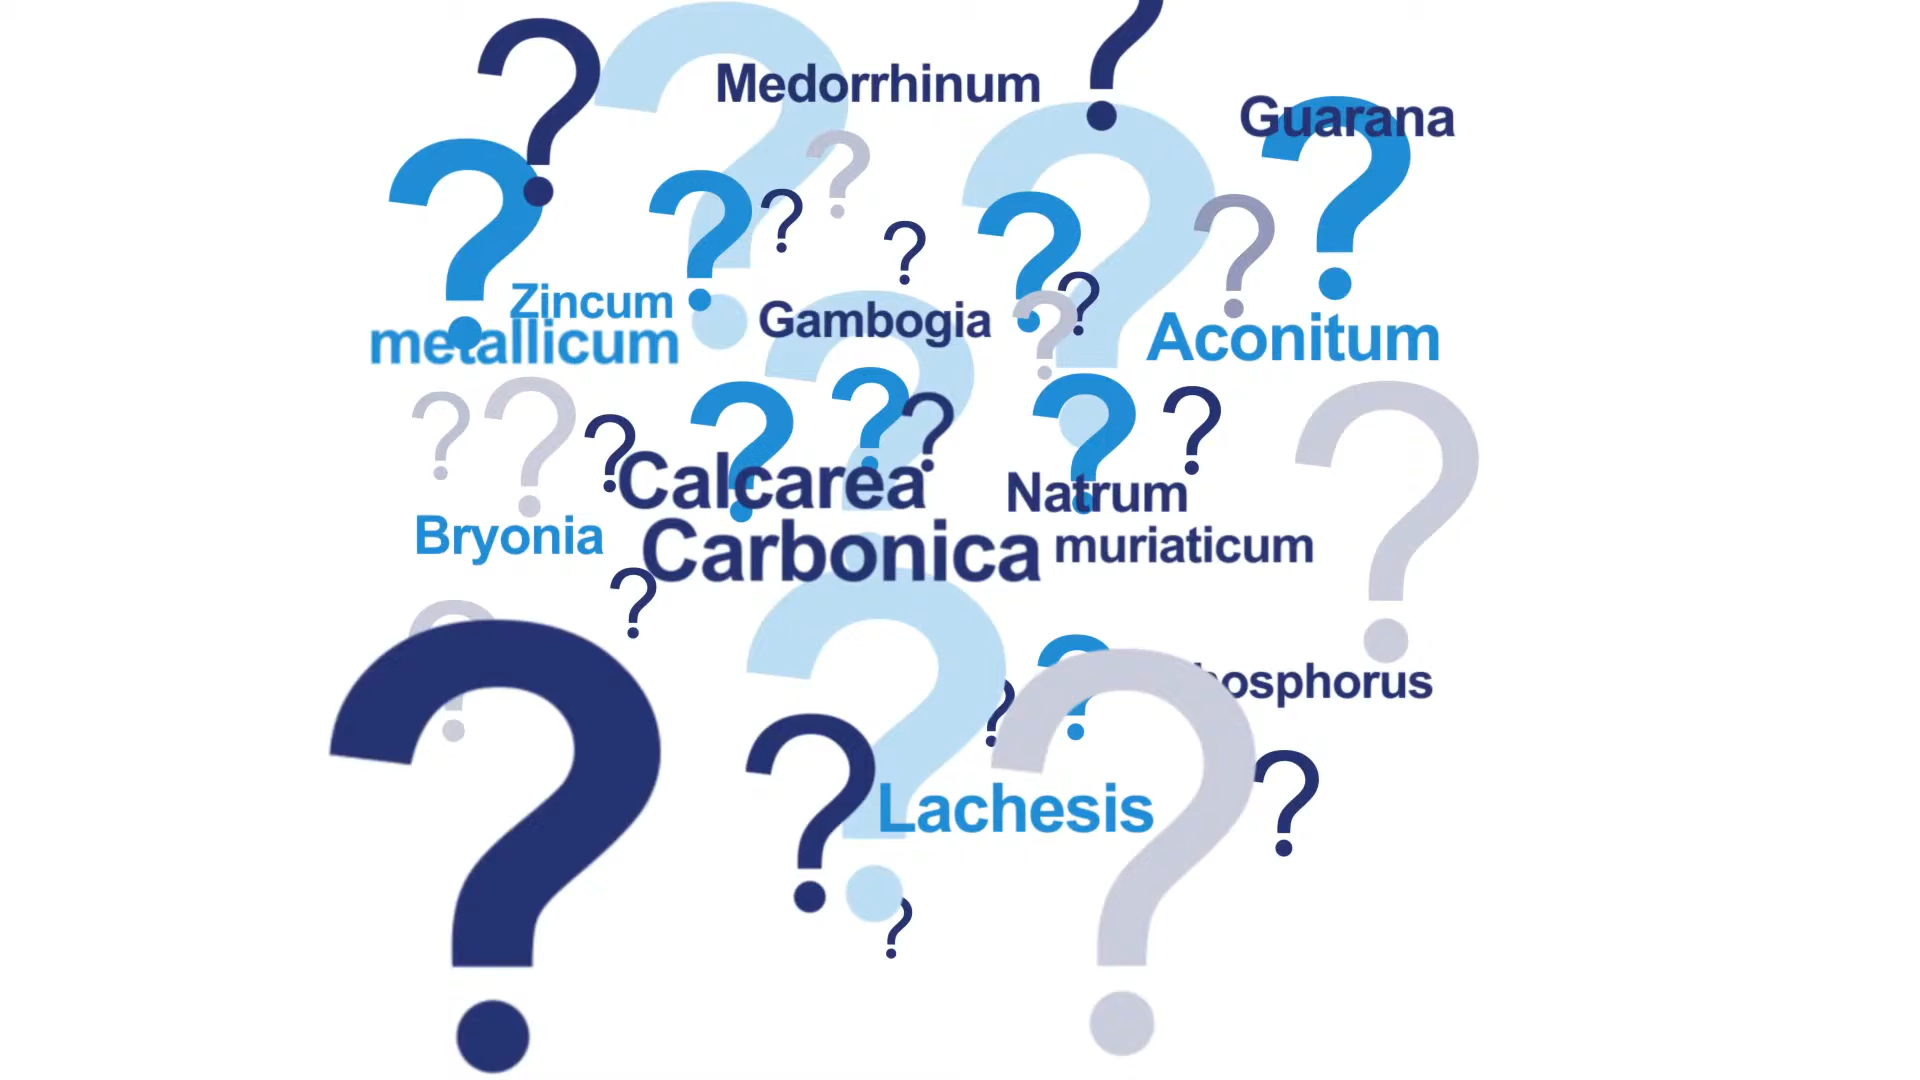 Medorrhinum
Guarana
Zincum
metallicum
Gambogia
Aconitum
Calcarea
Carbonica
Natrum
muriaticum
Bryonia
osphorus
Lachesis